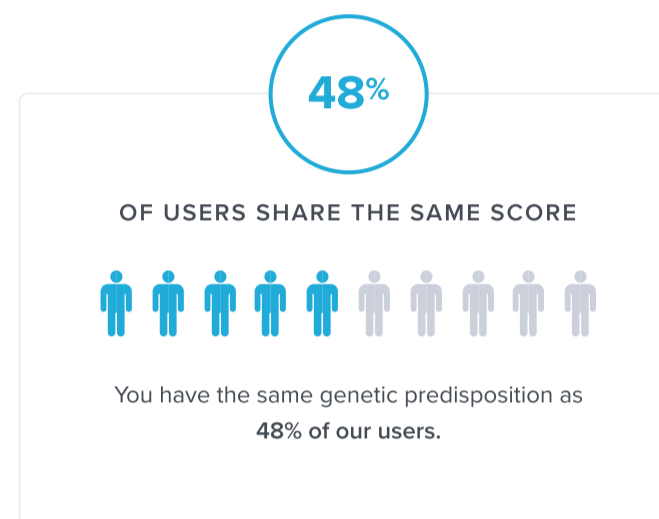 48%
OF USERS SHARE THE SAME SCORE
You have the same genetic predisposition as
48% of our users.